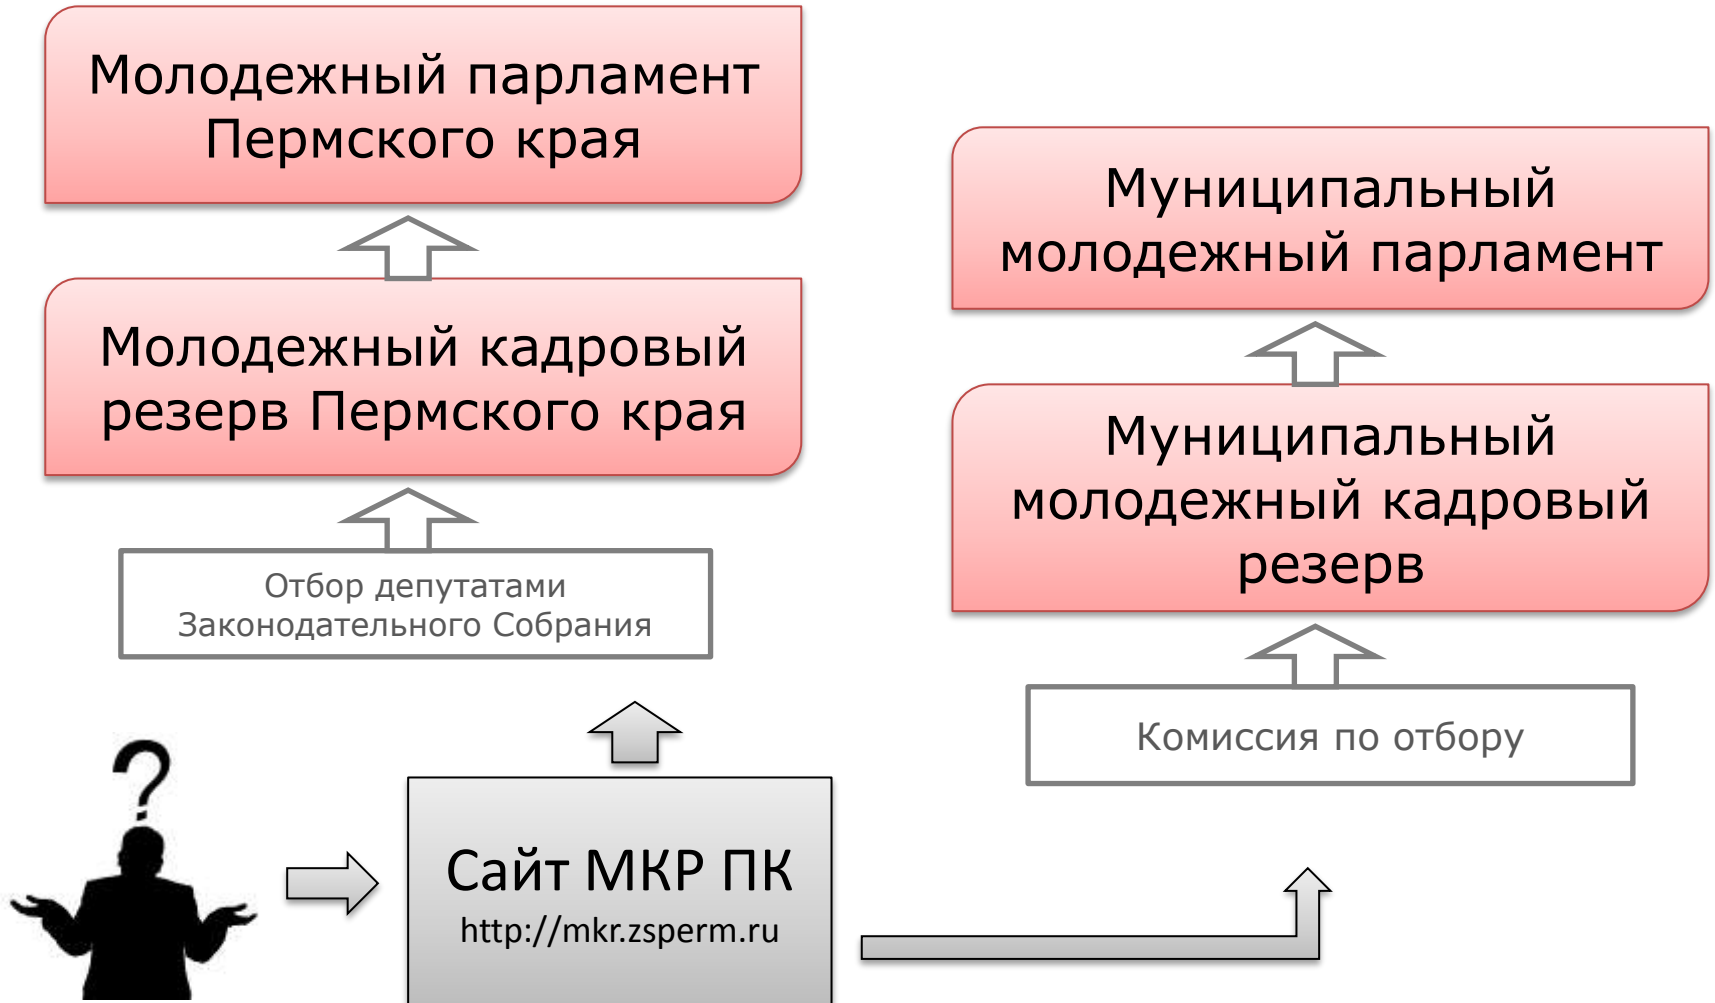 Молодежный парламент
Пермского края
Молодежный кадровый
резерв Пермского края
Отбор депутатами
Законодательного Собрания
?
Сайт МКР ПК
http://mkr.zsperm.ru
Муниципальный
молодежный парламент
Муниципальный
молодежный кадровый
резерв
Комиссия по отбору